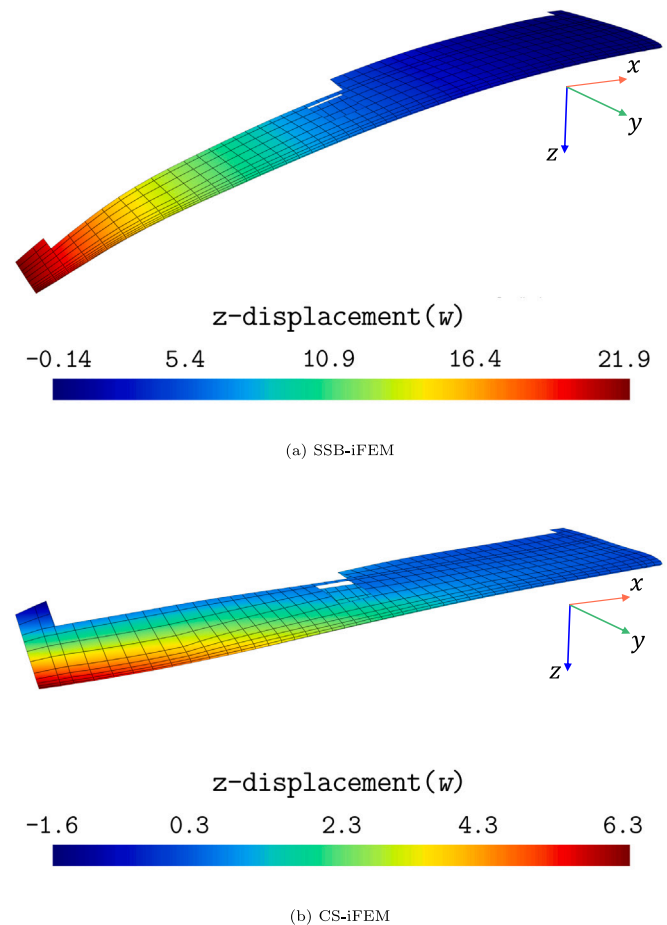 x
y
z
z-displacement(w)
-0.14 5.4 10.9 16.4 21.9
(a) SSB-iFEM
x
y
z
z-displacement(w)
-1.6 0.3 2.3 4.3 6.3
(b) CS-iFEM